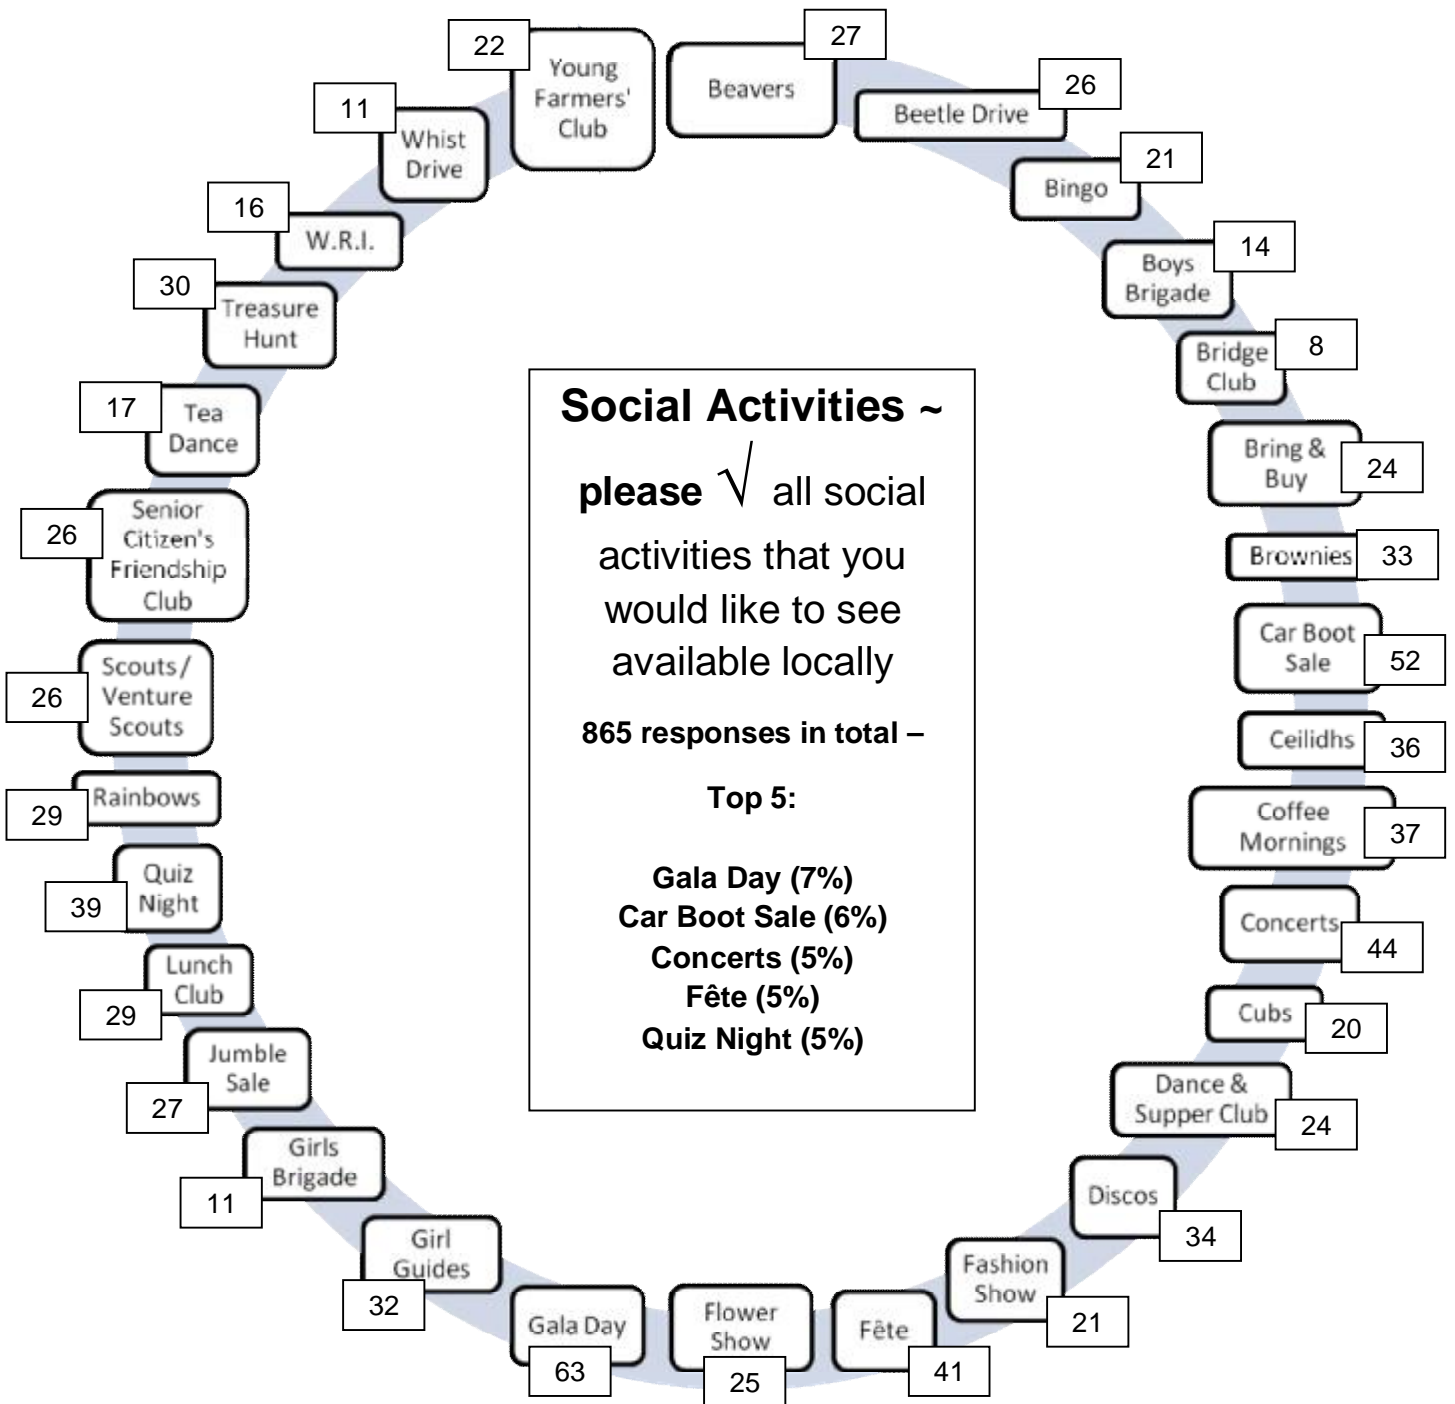 27
Beavers
26
Beetle Drive
21
Bingo
14
Boys
Brigade
8
Bridge
Club
24
Bring &
Buy
33
Brownies
52
Car Boot
Sale
36
Ceilidhs
37
Coffee
Mornings
44
Concerts
20
Cubs
24
Dance &
Supper Club
34
Discos
21
Fashion
Show
41
Fête
25
Flower
Show
63
Gala Day
32
Girl
Guides
11
Girls
Brigade
27
Jumble
Sale
29
Lunch
Club
39
Quiz
Night
29
Rainbows
26
Scouts /
Venture
Scouts
26
Senior
Citizen's
Friendship
Club
17
Tea
Dance
30
Treasure
Hunt
16
W.R.I.
11
Whist
Drive
22
Young
Farmers'
Club
Social Activities ~
please √ all social
activities that you
would like to see
available locally
865 responses in total –
Top 5:
Gala Day (7%)
Car Boot Sale (6%)
Concerts (5%)
Fête (5%)
Quiz Night (5%)